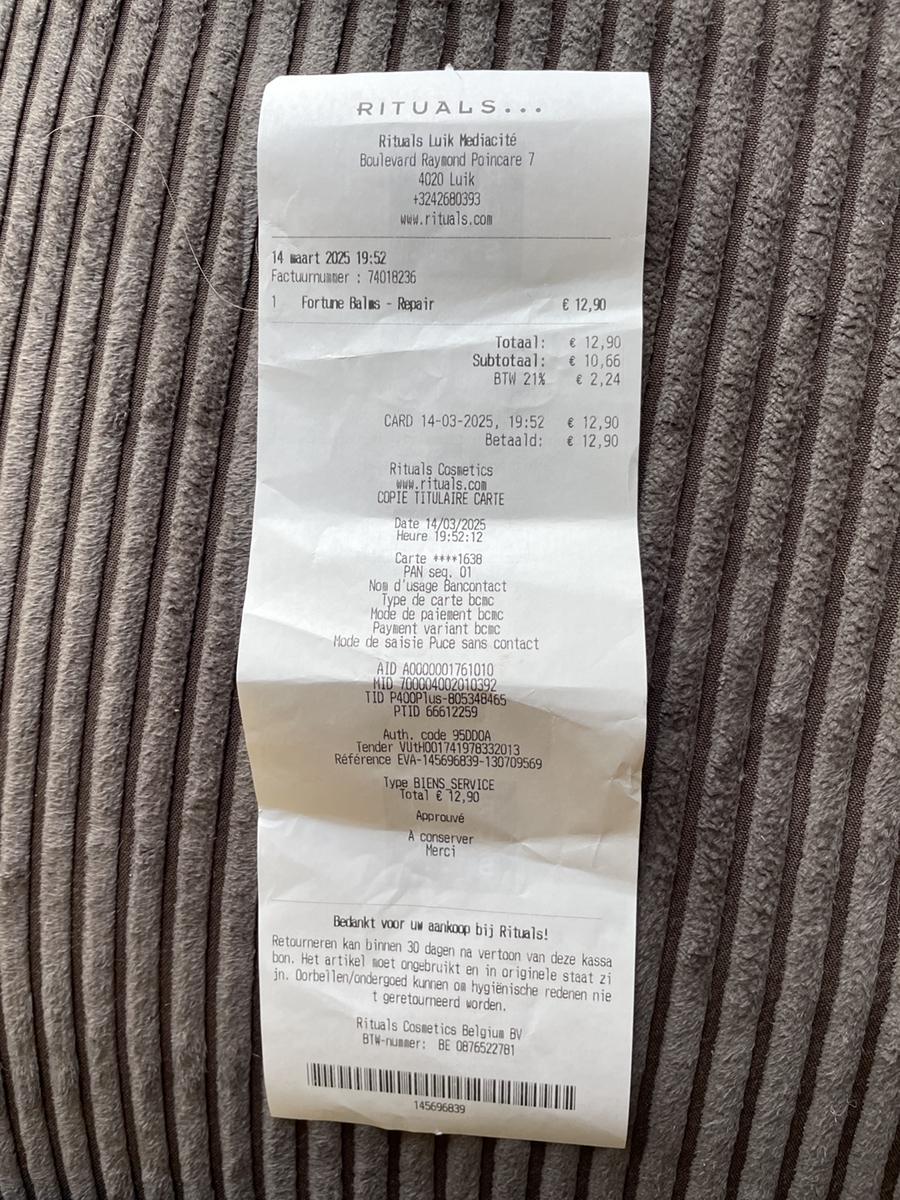 RITUALS...
Rituals Luik Mediacité
Boulevard Raymond Poincare 7
4020 Luik
+3242680393
www.rituals.com
14 maart 2025 19:52
Factuurnummer : 74018236
1 Fortune Balms - Repair € 12,90
Totaal: € 12,90
Subtotaal: € 10,66
BTW 21% € 2,24
CARD 14-03-2025, 19:52 € 12,90
Betaald: € 12,90
Rituals Cosmetics
www.rituals.com
COPIE TITULAIRE CARTE
Date 14/03/2025
Heure 19:52:12
Carte ****1638
PAN seq. 01
Nom d'usage Bancontact
Type de carte bcmc
Mode de paiement bcmc
Payment variant bcmc
Mode de saisie Puce sans contact
AID A0000001761010
MID 700004002010392
TID P400Plus-805348465
PTID 66612259
Auth. code 95DD0A
Tender VUtH001741978332013
Référence EVA-145696839-130709569
Type BIENS_SERVICE
Total € 12,90
Approuvé
A conserver
Merci
Bedankt voor uw aankoop bij Rituals!
Retourneren kan binnen 30 dagen na vertoon van deze kassa
bon. Het artikel moet ongebruikt en in originele staat zi
jn. Oorbellen/ondergoed kunnen om hygiënische redenen nie
t geretourneerd worden.
Rituals Cosmetics Belgium BV
BTW-nummer: BE 0876522781
145696839